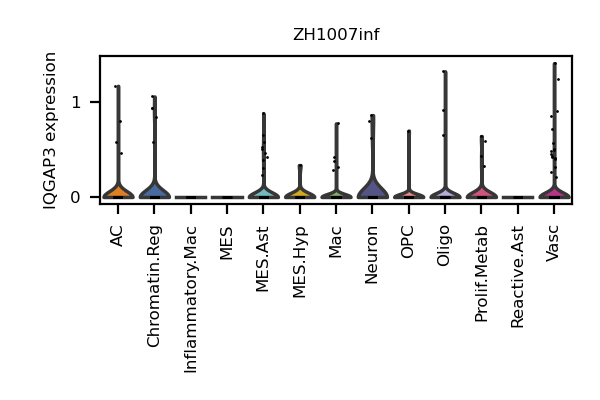 ZH1007inf
IQGAP3 expression
1
0
AC
Chromatin.Reg
Inflammatory.Mac
MES
MES.Ast
MES.Hyp
Mac
Neuron
OPC
Oligo
Prolif.Metab
Reactive.Ast
Vasc